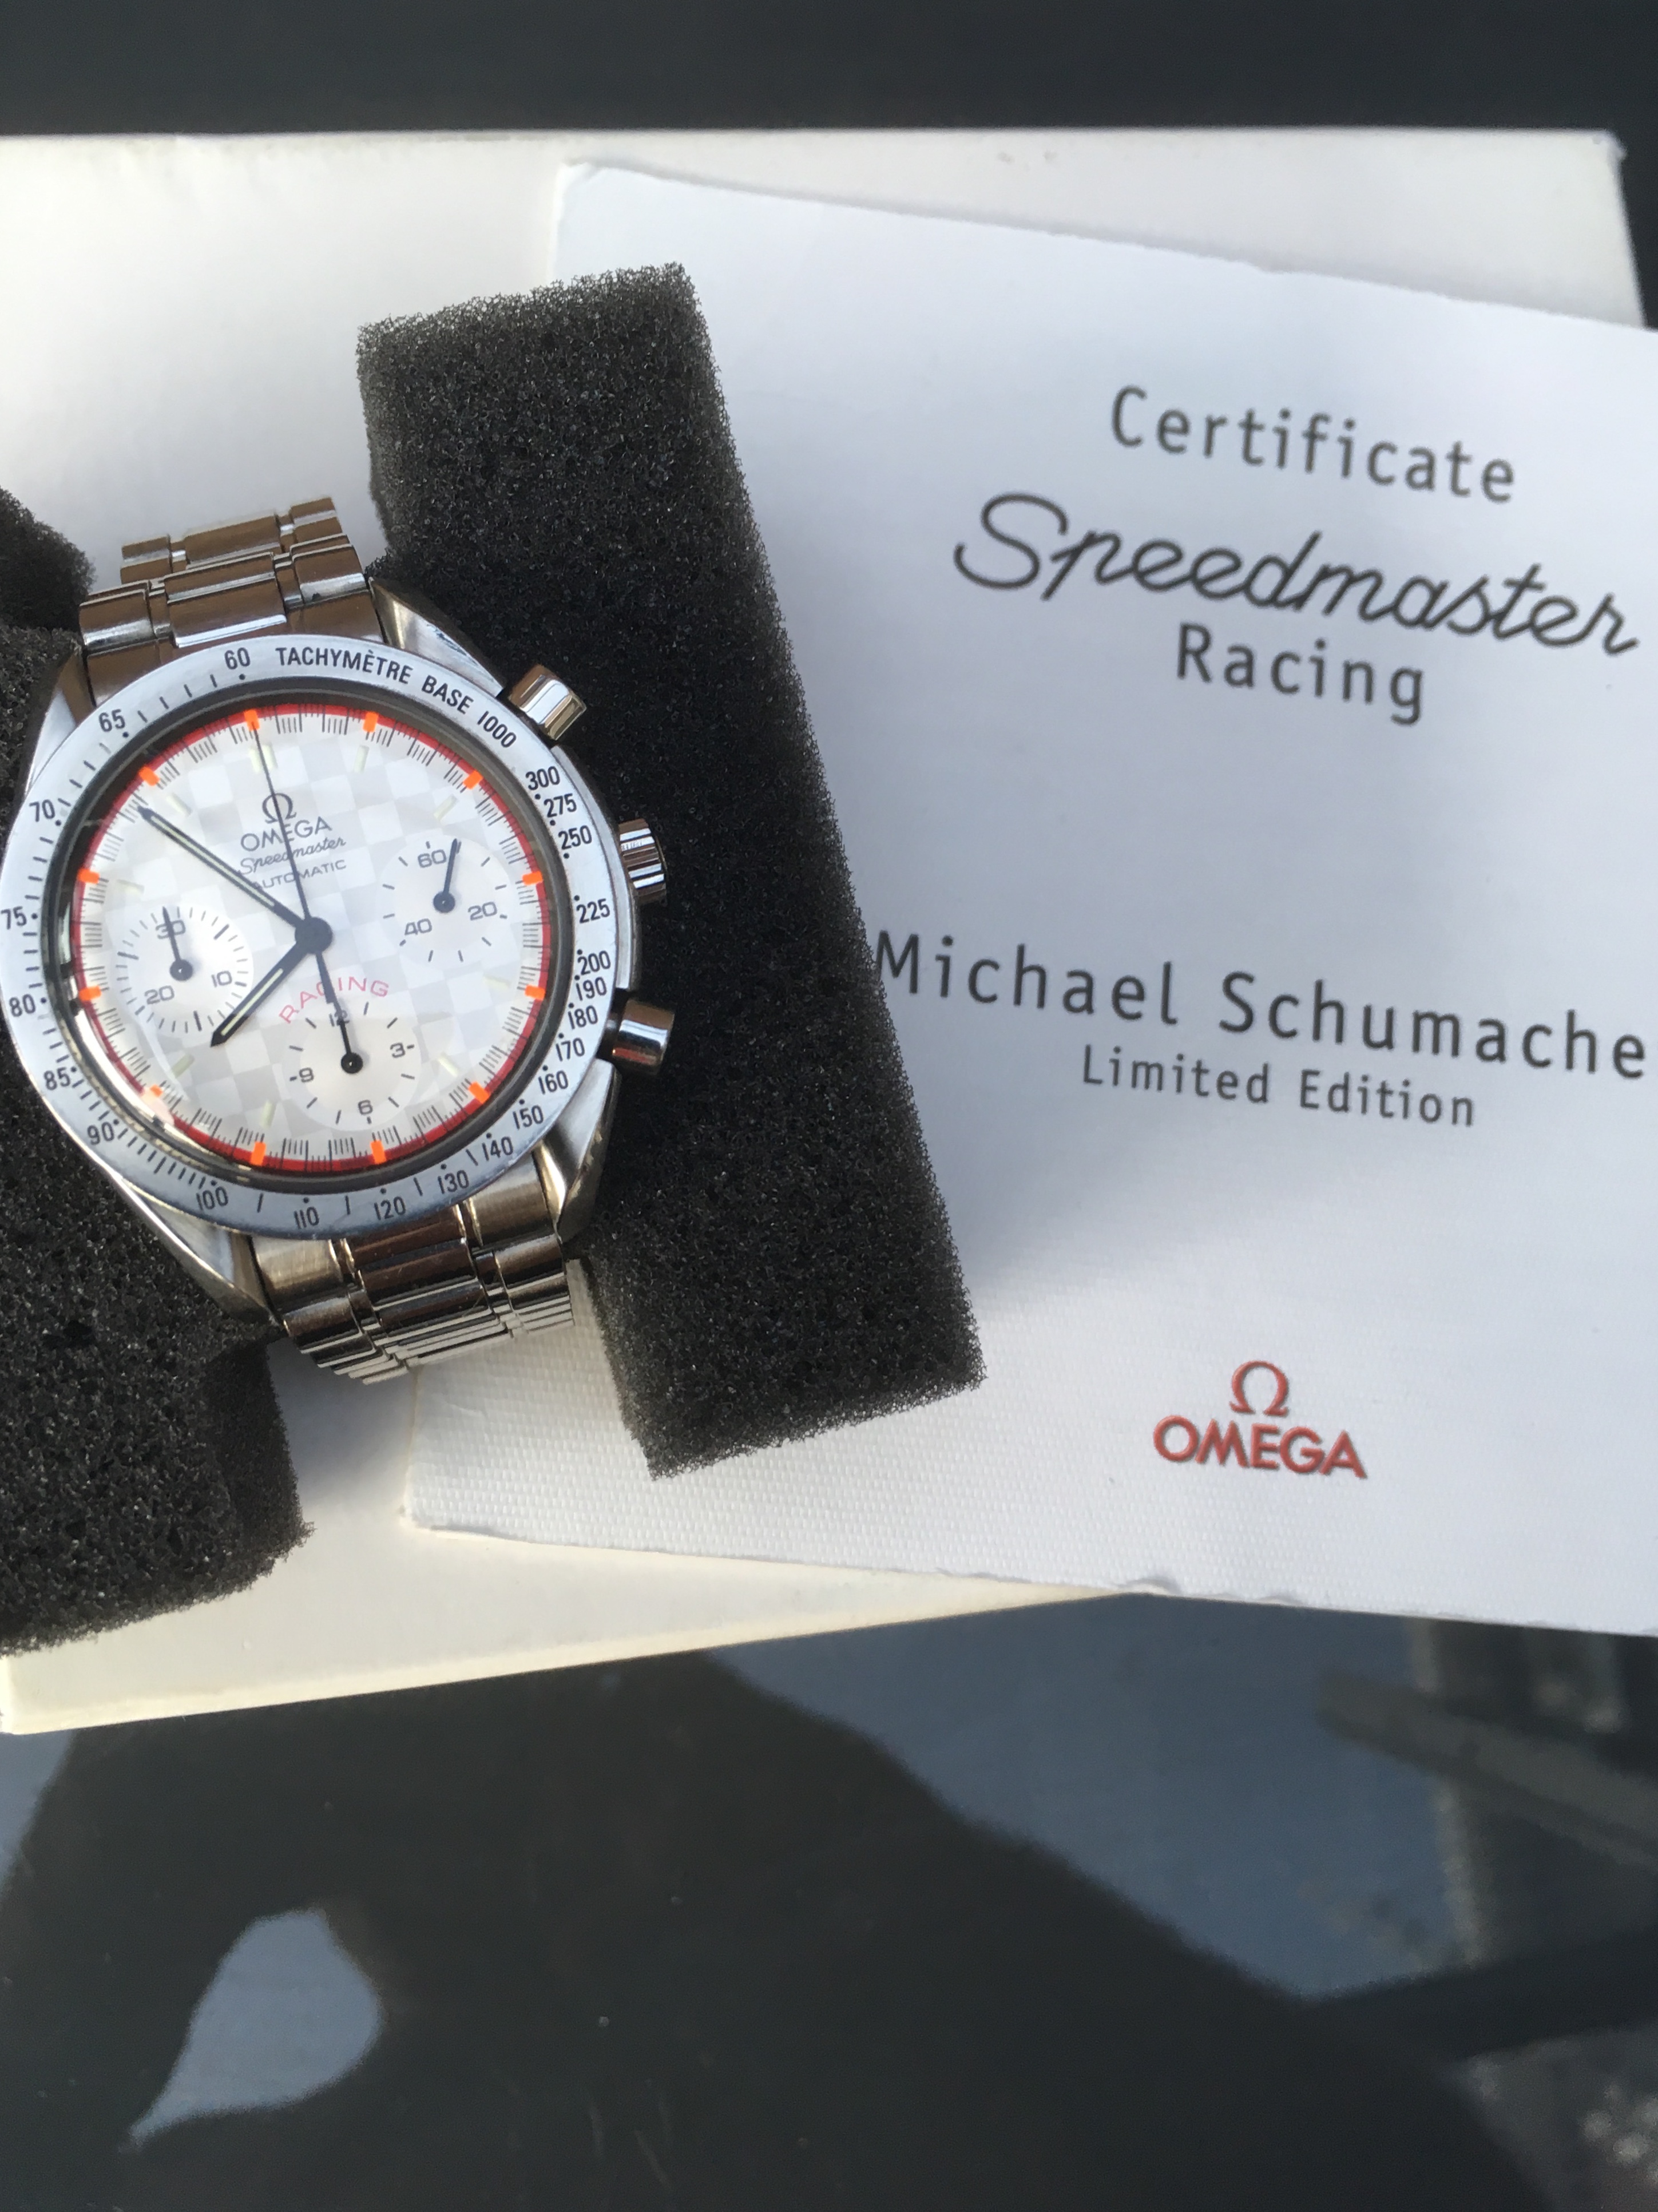 60 TACHYMÈTRE BASE 1000
65
70
75
80
85
90
100
110
120
130
140
150
160
170
180
190
200
225
250
275
300
Ω
OMEGA
Speedmaster
AUTOMATIC
60
20
40
30
10
20
RACING
12
3
6
9
Certificate
Speedmaster
Racing
Michael Schumache
Limited Edition
Ω
OMEGA